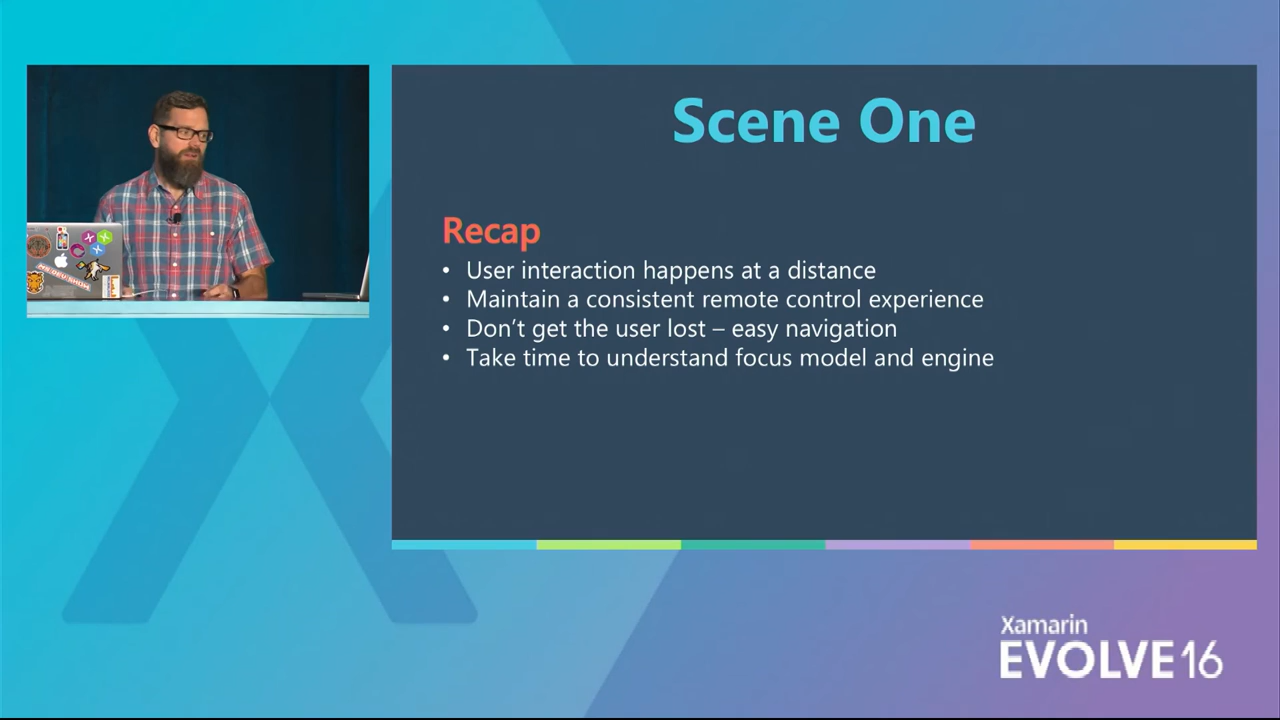 Scene One
Recap
• User interaction happens at a distance
• Maintain a consistent remote control experience
• Don’t get the user lost – easy navigation
• Take time to understand focus model and engine
Xamarin
EVOLVE16